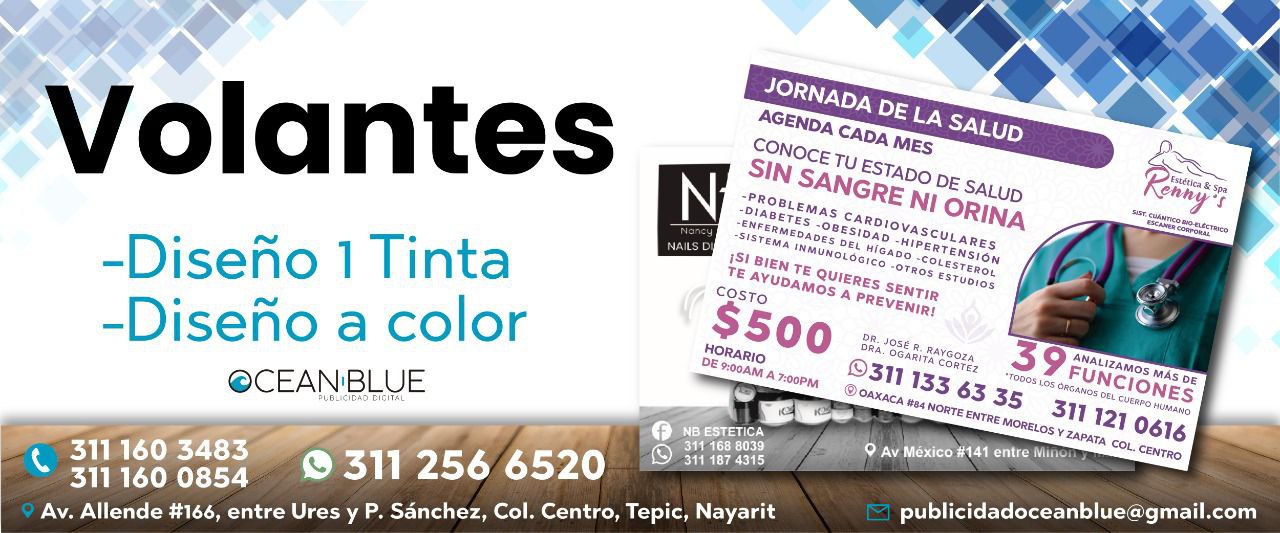 Volantes
-Diseño 1 Tinta
-Diseño a color
OCEAN BLUE
PUBLICIDAD DIGITAL
311 160 3483
311 160 0854
311 256 6520
Av. Allende #166, entre Ures y P. Sánchez, Col. Centro, Tepic, Nayarit
publicidadoceanblue@gmail.com
JORNADA DE LA SALUD
AGENDA CADA MES
CONOCE TU ESTADO DE SALUD
SIN SANGRE NI ORINA
-PROBLEMAS CARDIOVASCULARES
-DIABETES -OBESIDAD -HIPERTENSIÓN
-ENFERMEDADES DEL HÍGADO -COLESTEROL
-SISTEMA INMUNOLÓGICO -OTROS ESTUDIOS
¡SI BIEN TE QUIERES SENTIR
TE AYUDAMOS A PREVENIR!
COSTO
$500
HORARIO
DE 9:00AM A 7:00PM
DR. JOSÉ R. RAYGOZA
DRA. OGARITA CORTÉZ
311 133 63 35
311 121 0616
OAXACA #84 NORTE ENTRE MORELOS Y ZAPATA COL. CENTRO
Estética & Spa
Renny's
SIST. CUÁNTICO BIO-ELÉCTRICO
ESCANER CORPORAL
39
ANALIZAMOS MÁS DE
FUNCIONES
*TODOS LOS ÓRGANOS DEL CUERPO HUMANO
Nancy
NAILS
NB ESTETICA
311 168 8039
311 187 4315
Av México #141 entre